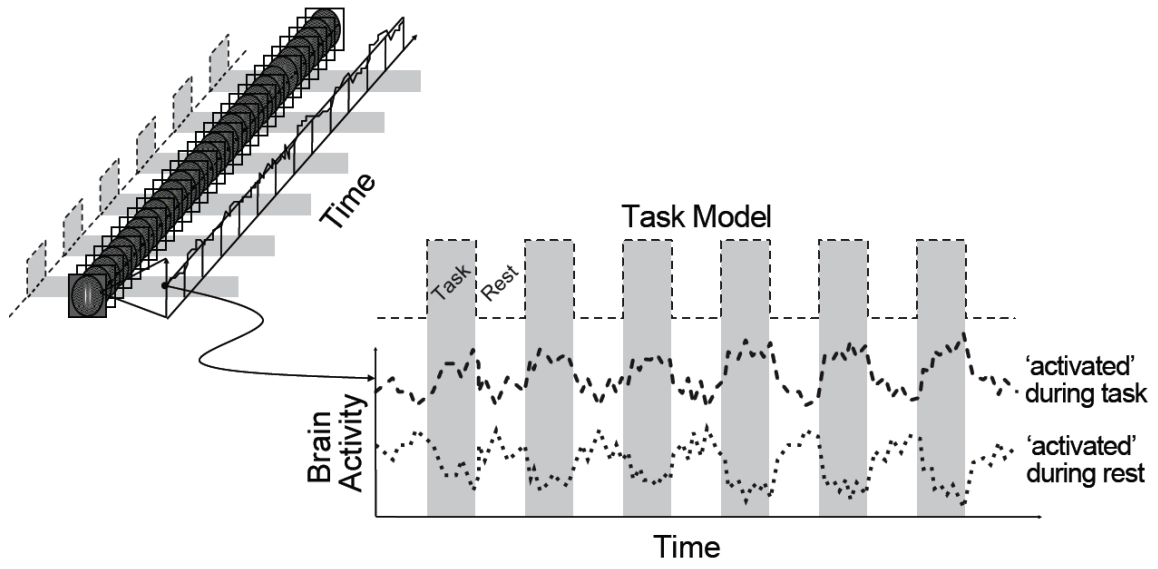 Time
Task Model
Task
Rest
Brain
Activity
'activated'
during task
'activated'
during rest
Time